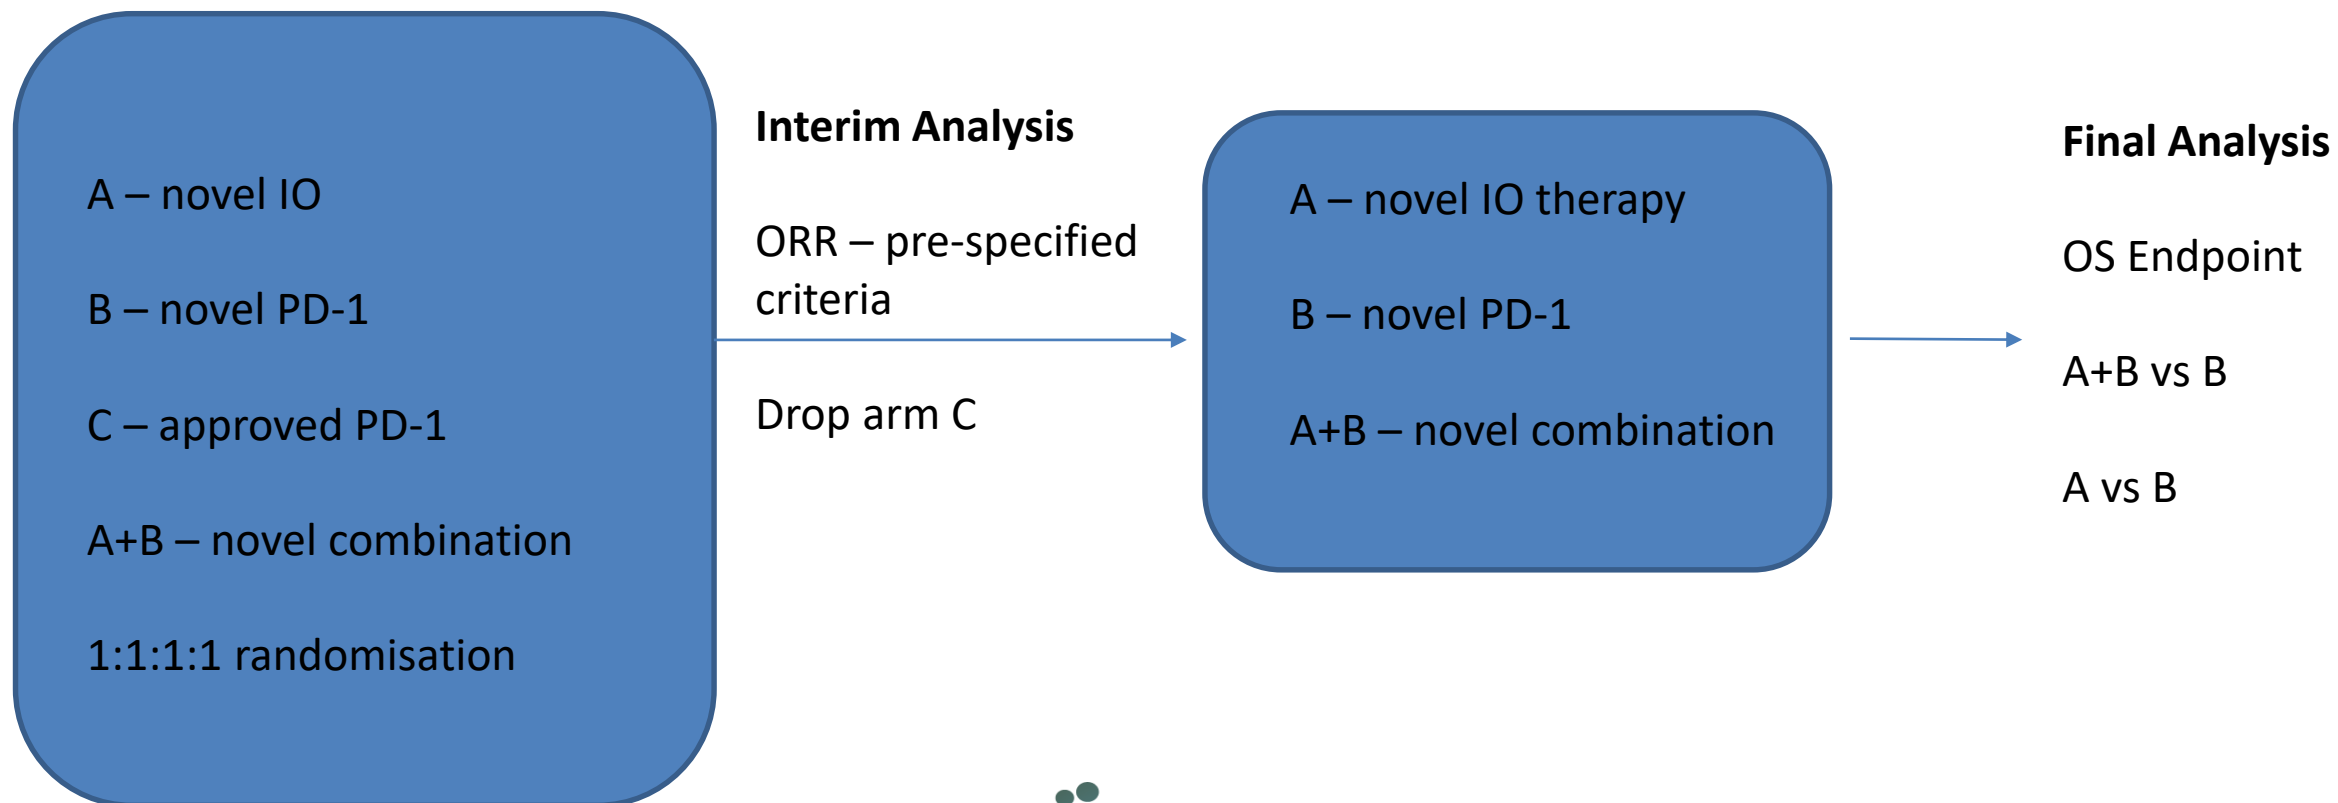 A – novel IO
B – novel PD-1
C – approved PD-1
A+B – novel combination
1:1:1:1 randomisation
Interim Analysis
ORR – pre-specified
criteria
Drop arm C
A – novel IO therapy
B – novel PD-1
A+B – novel combination
Final Analysis
OS Endpoint
A+B vs B
A vs B